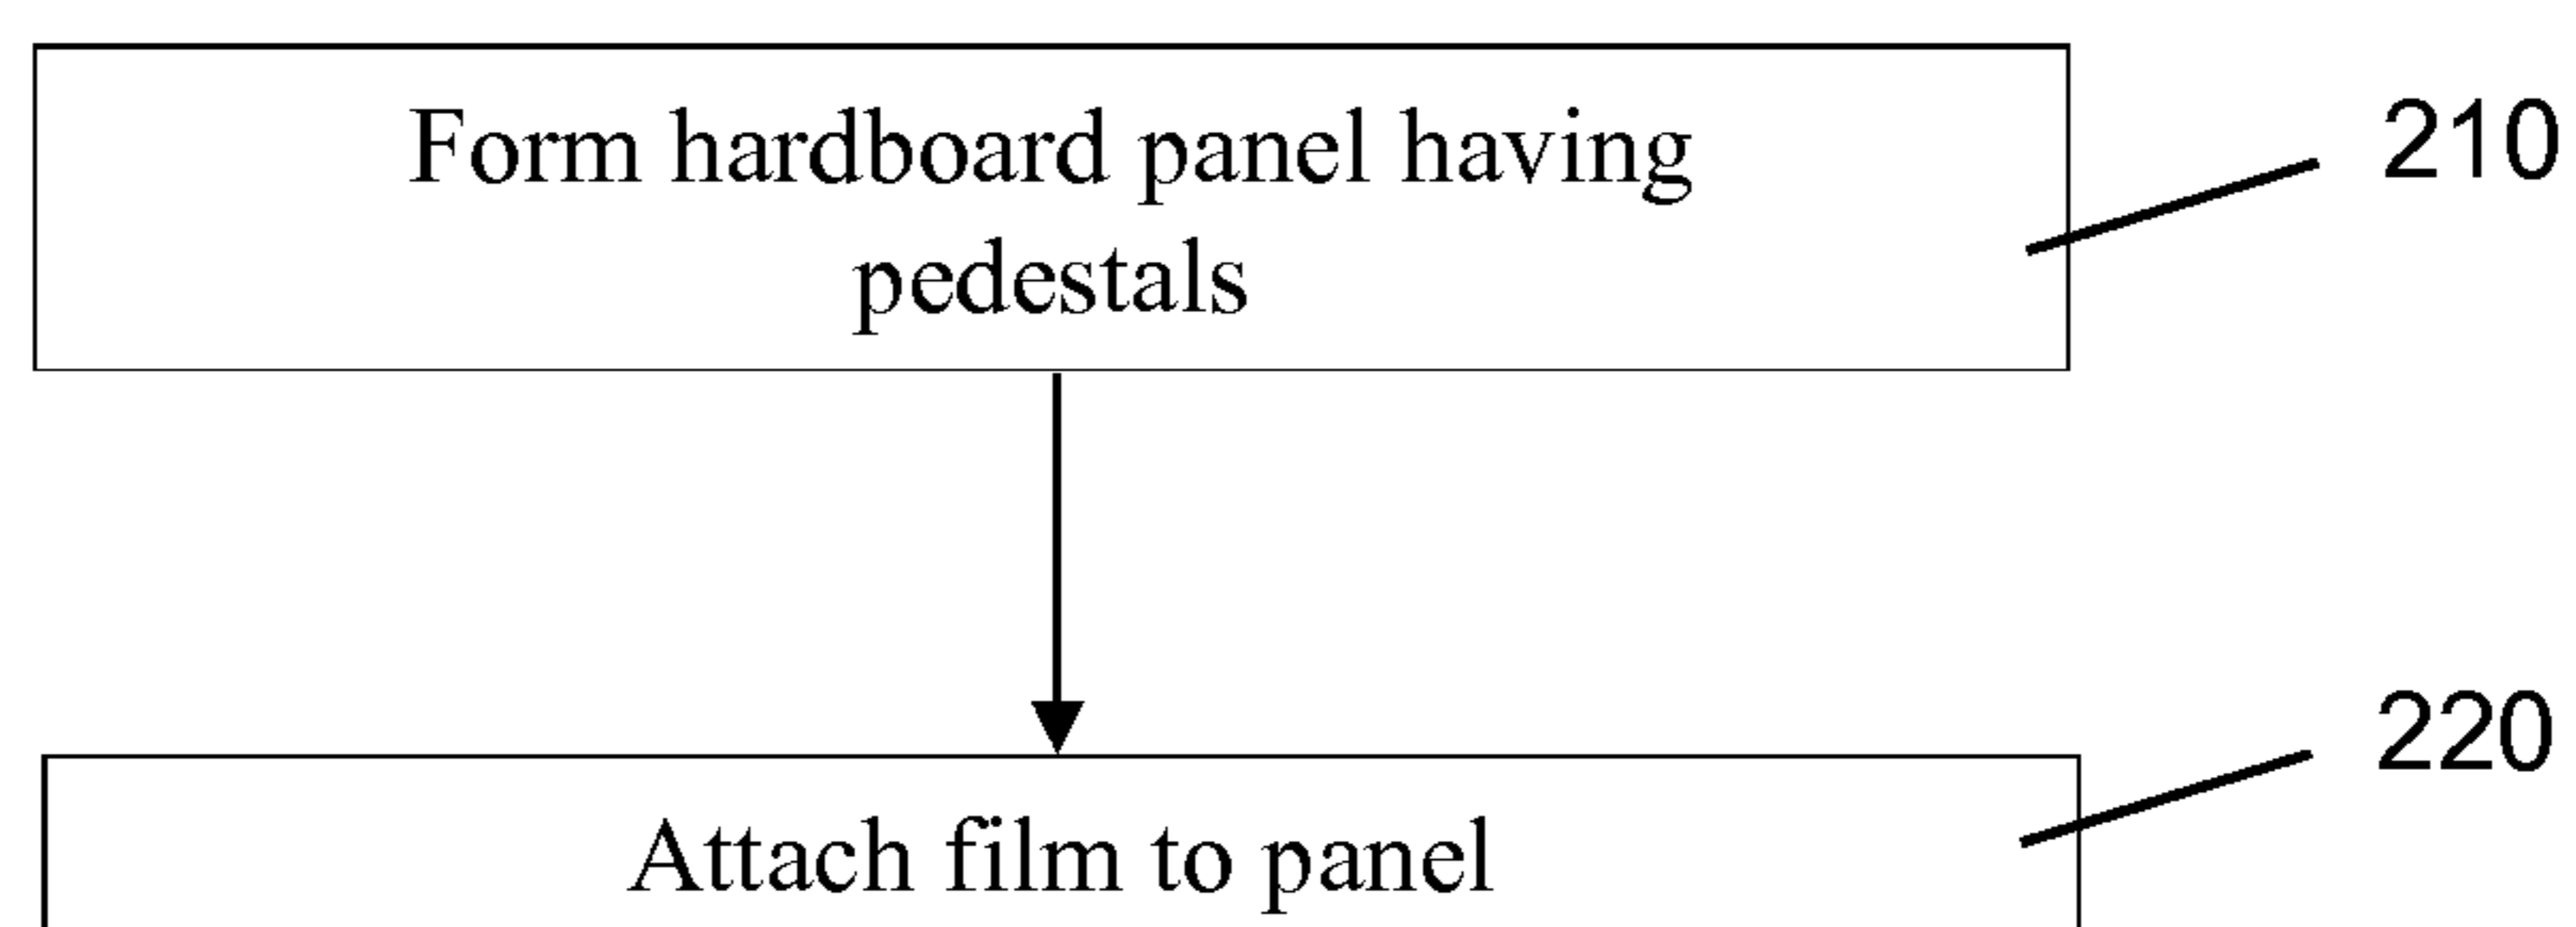 Form hardboard panel having
pedestals
210
220
Attach film to panel